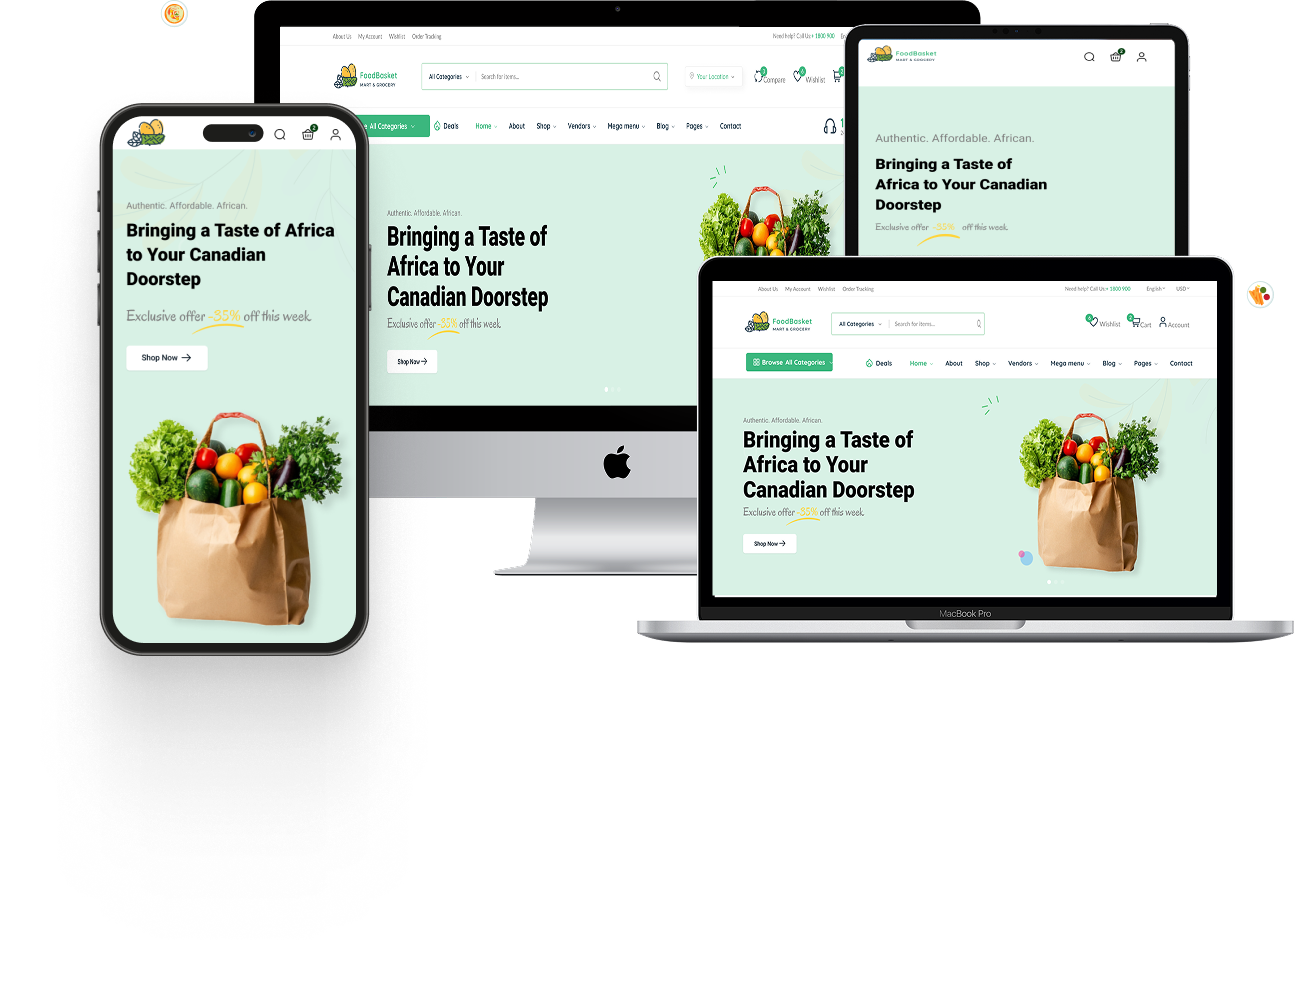 About Us My Account Wishlist Order Tracking
Need help? Call Us: + 1800 900
FoodBasket
MART & GROCERY
All Categories
Search for items...
Your Location
2
Compare
6
Wishlist
2
All Categories
Deals
Home
About
Shop
Vendors
Mega menu
Blog
Pages
Contact
Authentic. Affordable. African.
Bringing a Taste of
Africa to Your
Canadian Doorstep
Exclusive offer -35% off this week.
Shop Now
2
Authentic. Affordable. African.
Bringing a Taste of Africa
to Your Canadian
Doorstep
Exclusive offer -35% off this week.
Shop Now
FoodBasket
MART & GROCERY
2
Authentic. Affordable. African.
Bringing a Taste of
Africa to Your Canadian
Doorstep
Exclusive offer -35% off this week.
About Us My Account Wishlist Order Tracking
Need help? Call Us: + 1800 900
English
USD
FoodBasket
MART & GROCERY
All Categories
Search for items...
6
Wishlist
2
Cart
Account
Browse All Categories
Deals
Home
About
Shop
Vendors
Mega menu
Blog
Pages
Contact
Authentic. Affordable. African.
Bringing a Taste of
Africa to Your
Canadian Doorstep
Exclusive offer -35% off this week.
Shop Now
MacBook Pro